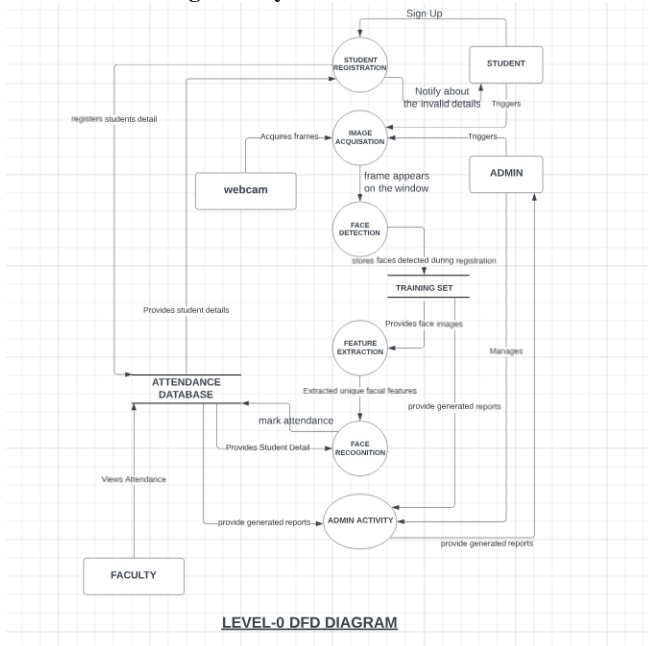 Sign Up
STUDENT
REGISTRATION
STUDENT
Notify about
the invalid details
Triggers
registers students detail
IMAGE
ACQUISATION
Acquires frames
Triggers
ADMIN
webcam
frame appears
on the window
FACE
DETECTION
stores faces detected during registration
TRAINING SET
Provides student details
Provides face images
FEATURE
EXTRACTION
Manages
ATTENDANCE
DATABASE
Extracted unique facial features
provide generated reports
mark attendance
Provides Student Detail
FACE
RECOGNITION
Views Attendance
provide generated reports
ADMIN ACTIVITY
provide generated reports
FACULTY
LEVEL-0 DFD DIAGRAM